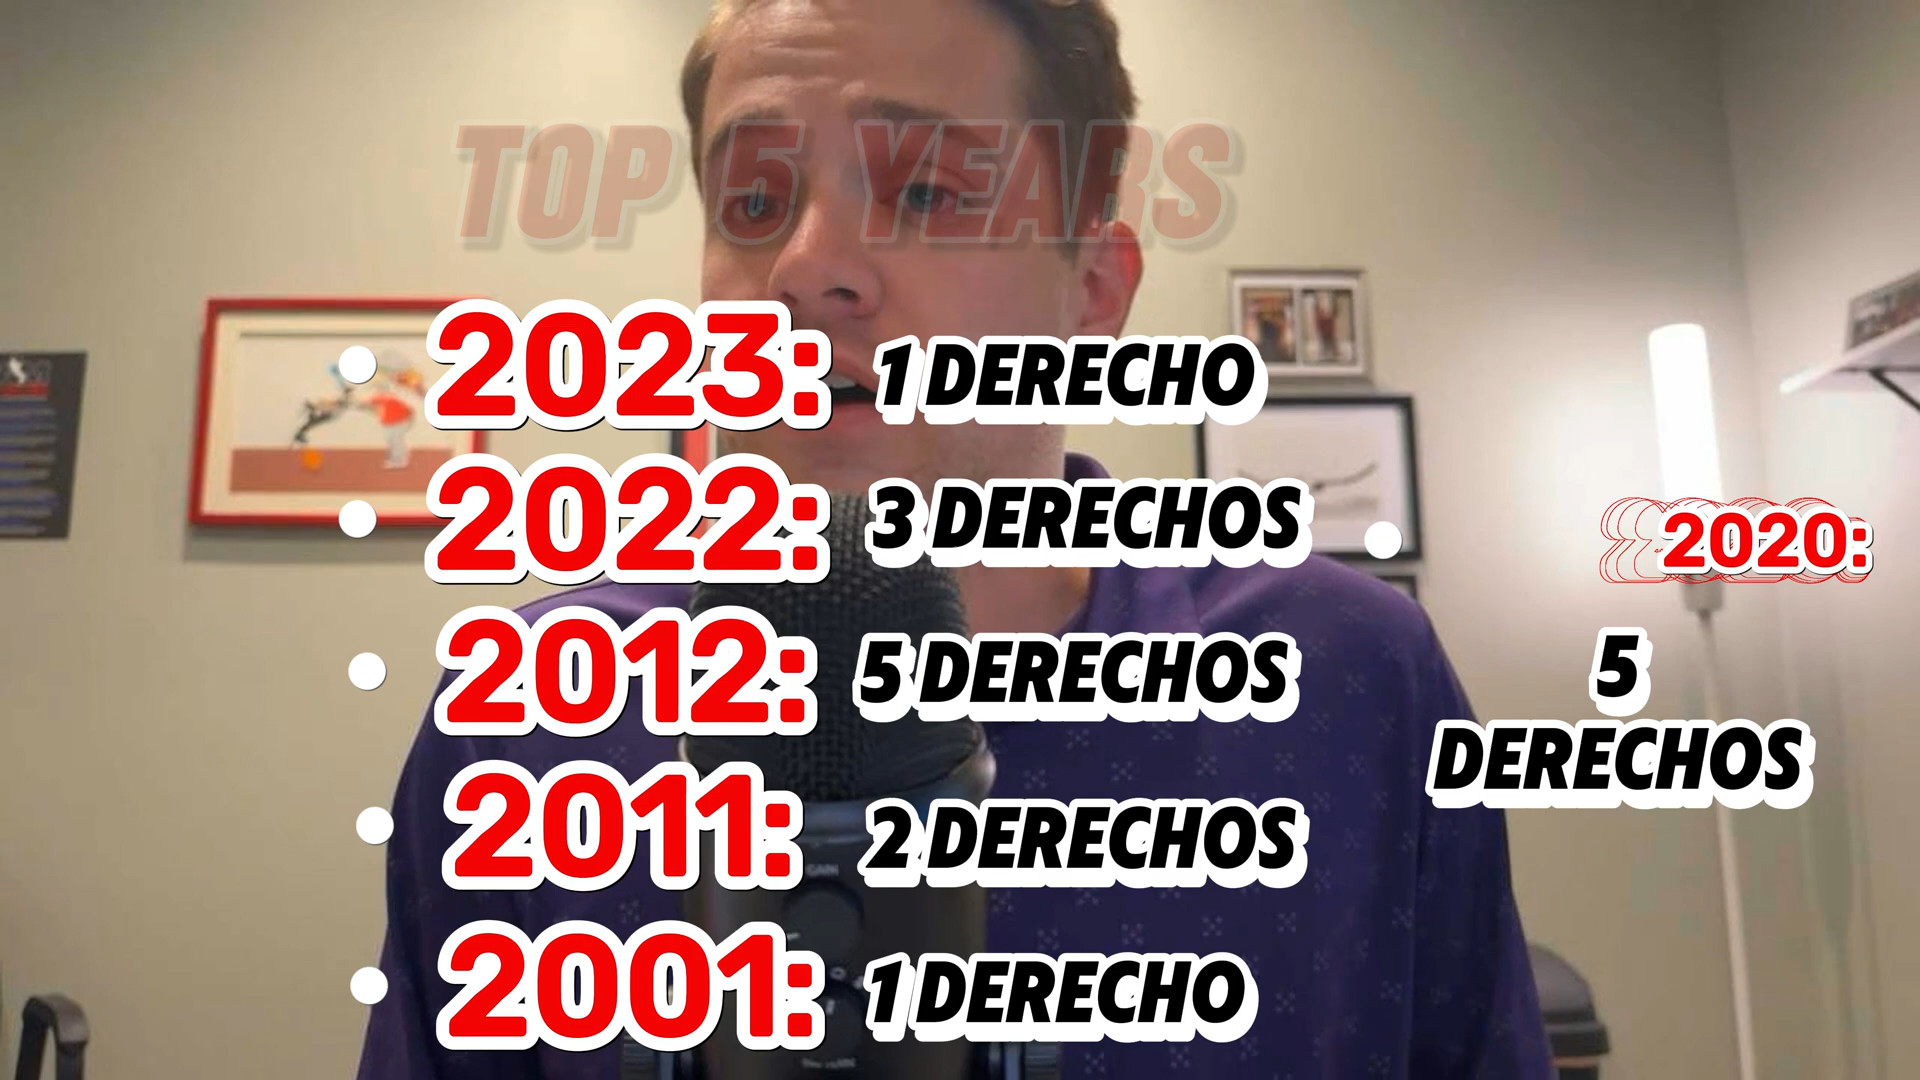 TOP 5 YEARS
2023: 1 DERECHO
2022: 3 DERECHOS
2012: 5 DERECHOS
2011: 2 DERECHOS
2001: 1 DERECHO
2020:
5
DERECHOS
GAIN